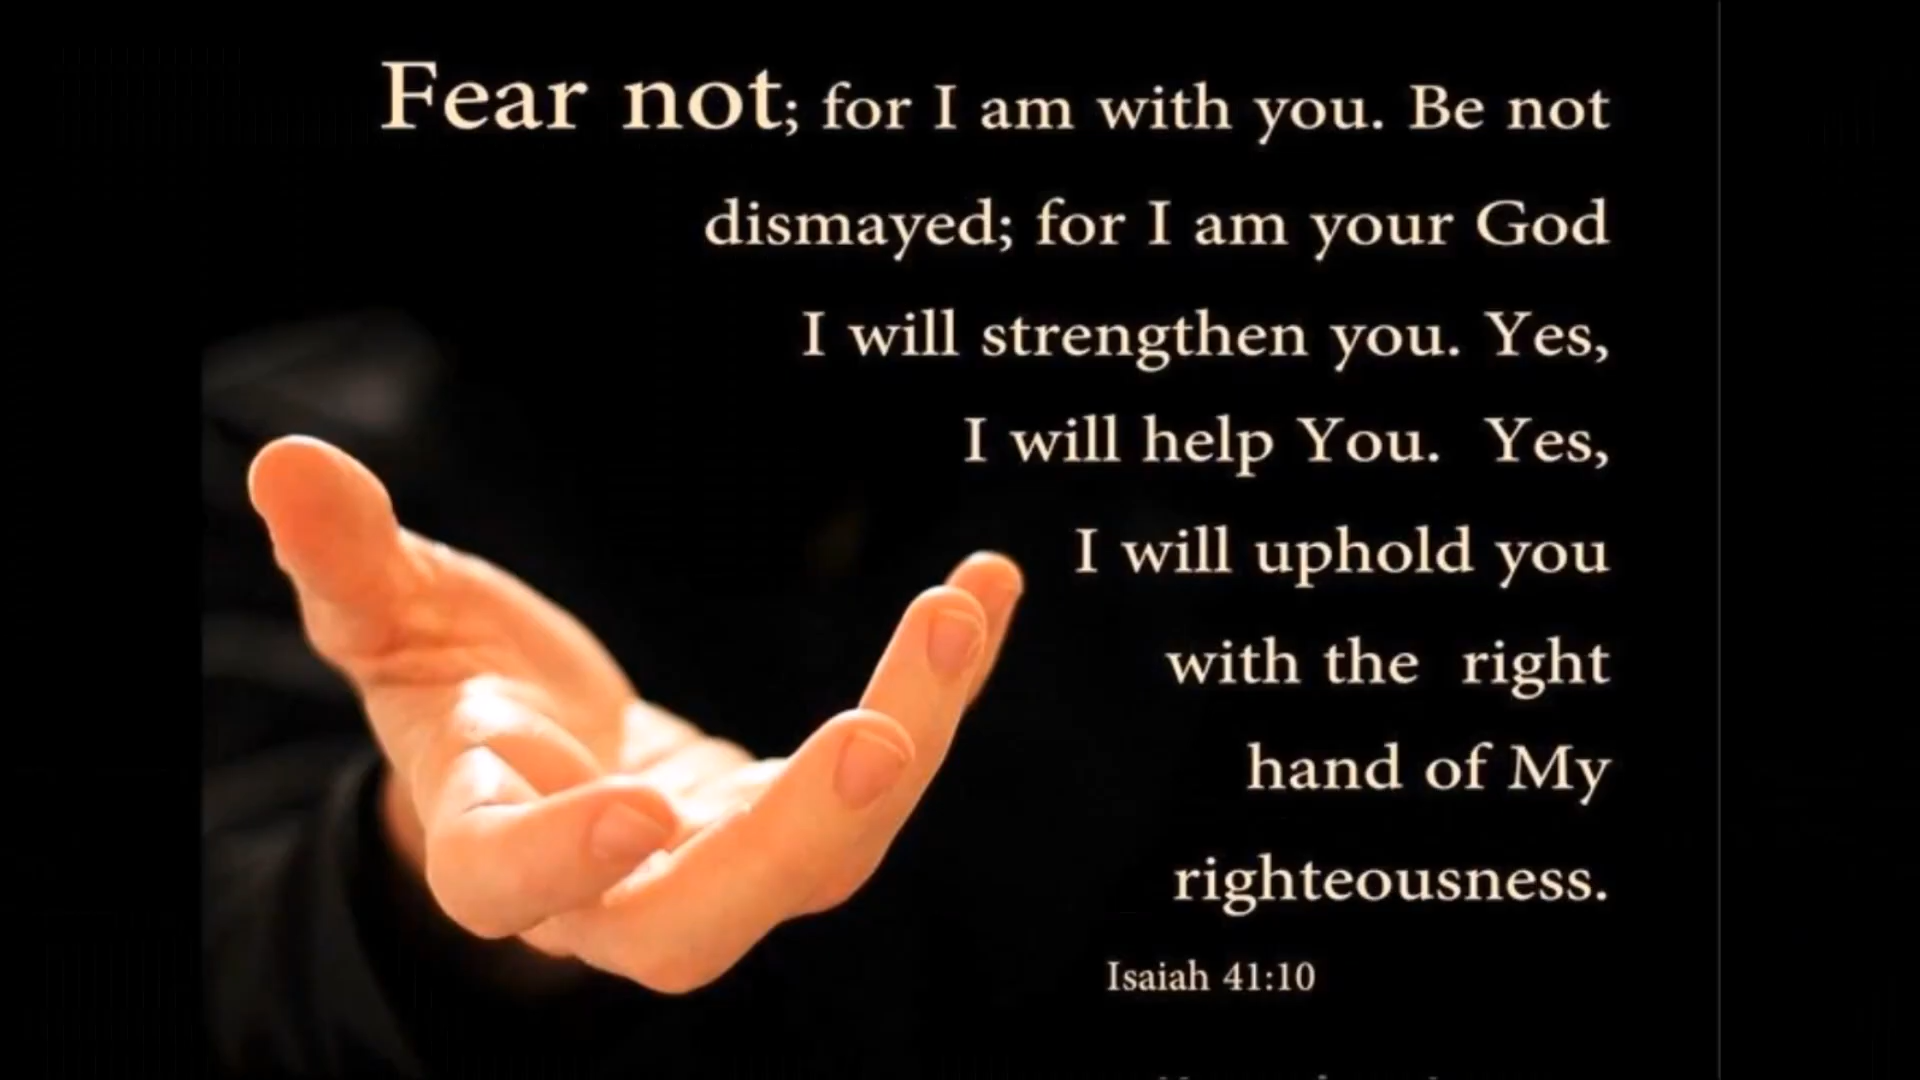 Fear not; for I am with you. Be not
dismayed; for I am your God
I will strengthen you. Yes,
I will help You. Yes,
I will uphold you
with the right
hand of My
righteousness.
Isaiah 41:10